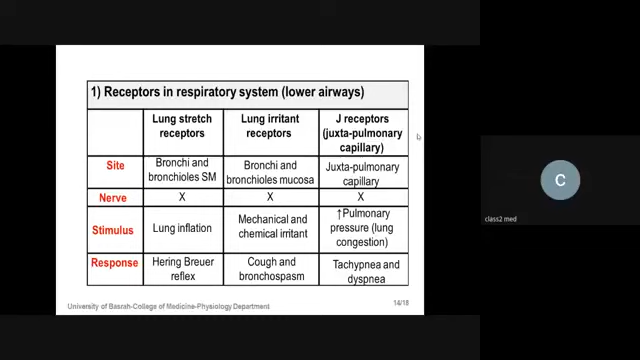 1) Receptors in respiratory system (lower airways)
Lung stretch receptors
Lung irritant receptors
J receptors (juxta-pulmonary capillary)
Site
Bronchi and bronchioles SM
Bronchi and bronchioles mucosa
Juxta-pulmonary capillary
Nerve
X
X
X
Stimulus
Lung inflation
Mechanical and chemical irritant
↑Pulmonary pressure (lung congestion)
Response
Hering Breuer reflex
Cough and bronchospasm
Tachypnea and dyspnea
University of Basrah-College of Medicine-Physiology Department
14/18
C
class2 med